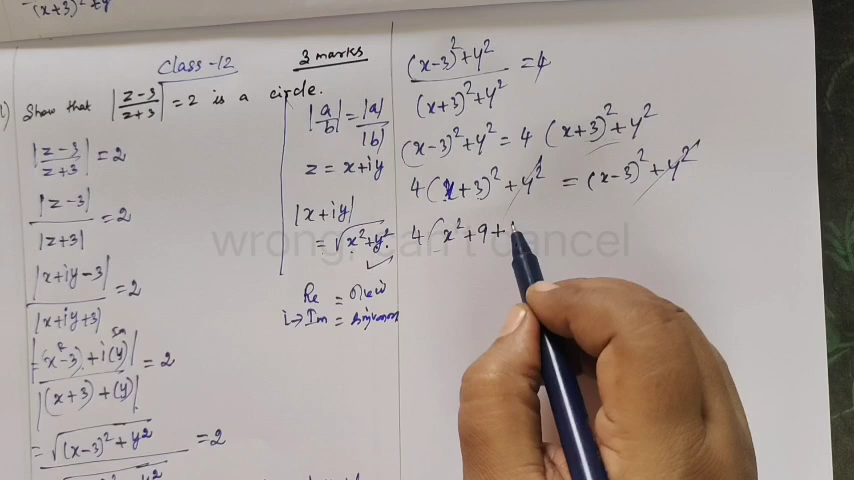 (x+3)² + y²
Class-12
3 marks
Show that |z-3/z+3| = 2 is a circle.
|z-3/z+3| = 2
|z-3|/|z+3| = 2
|x+iy-3|/|x+iy+3| = 2
= |(x-3)+i(y)|/|(x+3)+(y)| = 2
= √(x-3)²+y²/ = 2
|a/b| = |a|/|b|
z = x+iy
|x+iy|
= √x²+y².
Re =
i→Im =
(x-3)²+y²/(x+3)²+y² = 4
(x-3)²+y² = 4 (x+3)²+y²
4(x+3)²+y² = (x-3)²+y²
4(x²+9+
wrong, can't cancel